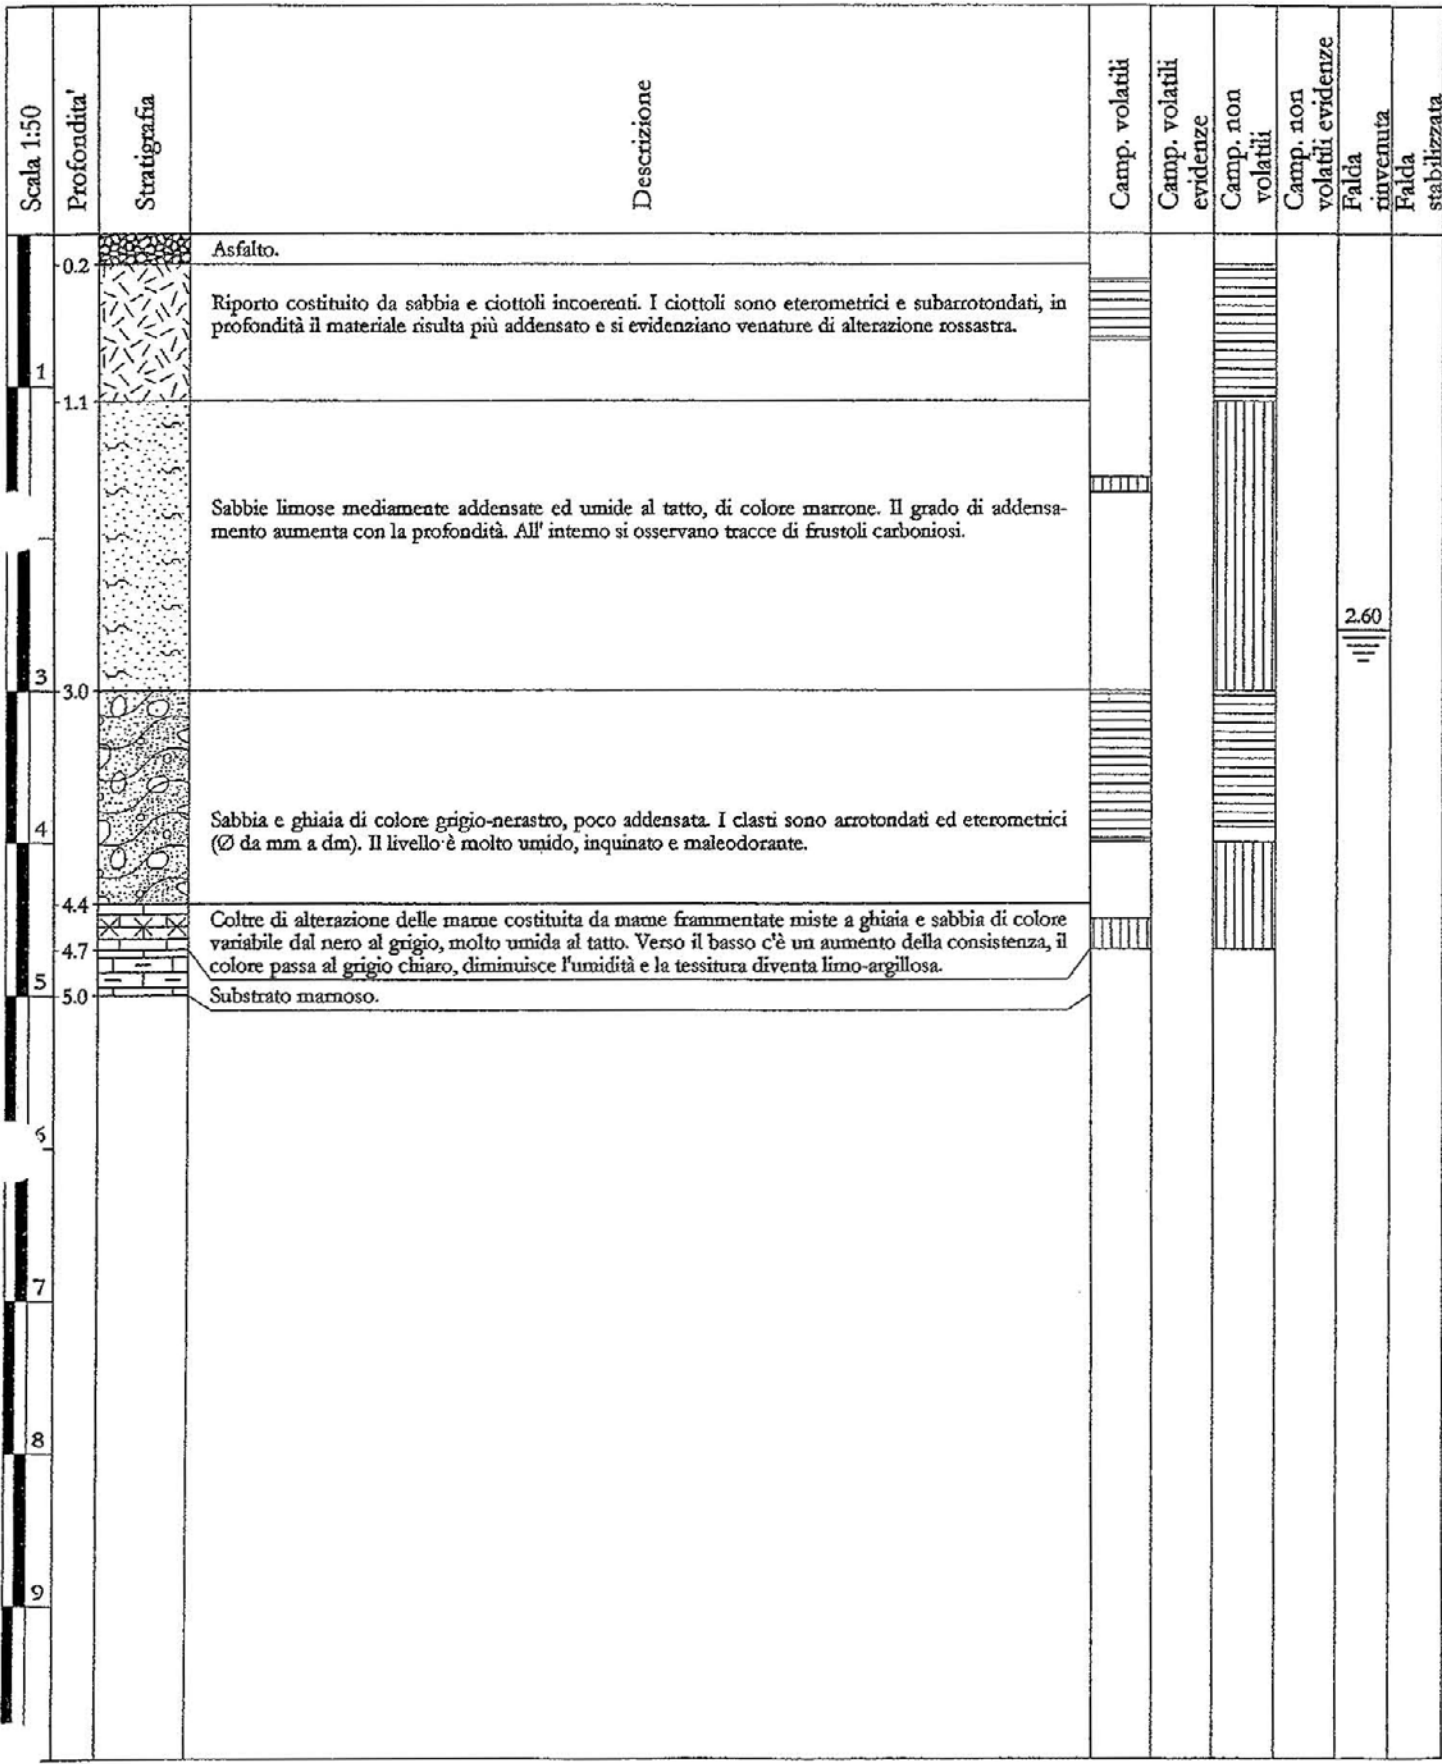 Scala 1:50
Profondita'
Stratigrafia
Descrizione
Camp. volatili
Camp. volatili
evidenze
Camp. non
volatili
Camp. non
volatili evidenze
Falda
rinvenuta
Falda
stabilizzata
Asfalto.
0.2
Riporto costituito da sabbia e ciottoli incoerenti. I ciottoli sono eterometrici e subarrotondati, in
profondità il materiale risulta più addensato e si evidenziano venature di alterazione rossastra.
1
1.1
Sabbie limose mediamente addensate ed umide al tatto, di colore marrone. Il grado di addensa-
mento aumenta con la profondità. All' interno si osservano tracce di frustoli carboniosi.
2.60
3
3.0
Sabbia e ghiaia di colore grigio-nerastro, poco addensata. I clasti sono arrotondati ed eterometrici
(Ø da mm a dm). Il livello è molto umido, inquinato e maleodorante.
4
4.4
Coltre di alterazione delle marne costituita da marne frammentate miste a ghiaia e sabbia di colore
variabile dal nero al grigio, molto umida al tatto. Verso il basso c'è un aumento della consistenza, il
colore passa al grigio chiaro, diminuisce l'umidità e la tessitura diventa limo-argillosa.
4.7
5
5.0
Substrato marnoso.
6
7
8
9